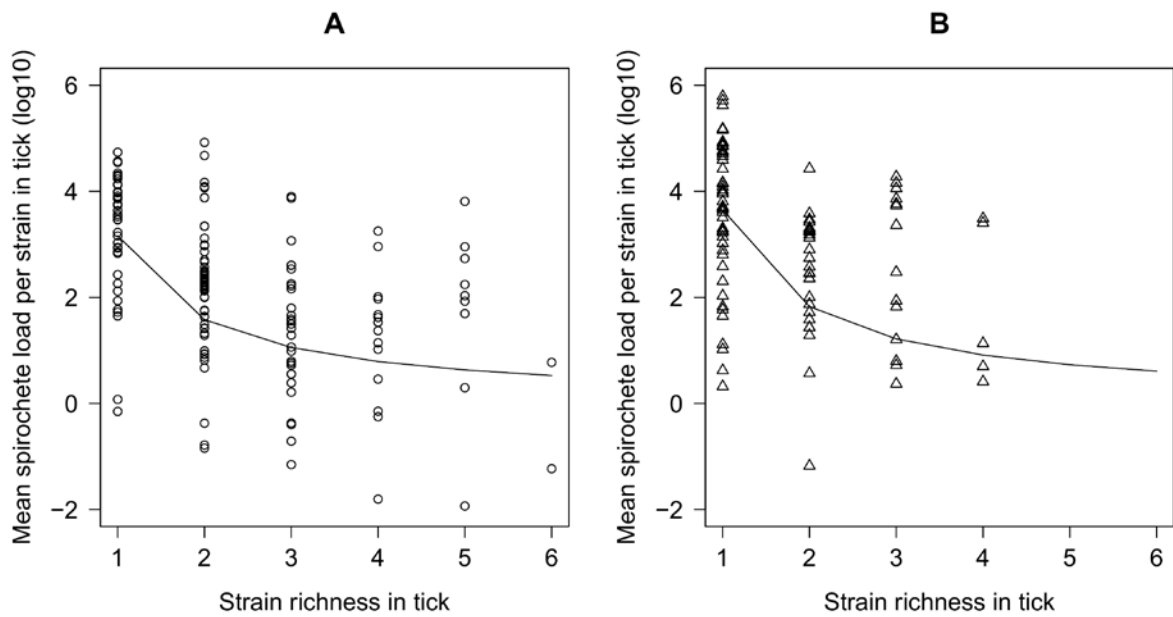 A
Mean spirochete load per strain in tick (log10)
6
4
2
0
−2
1 2 3 4 5 6
Strain richness in tick
B
Mean spirochete load per strain in tick (log10)
6
4
2
0
−2
1 2 3 4 5 6
Strain richness in tick